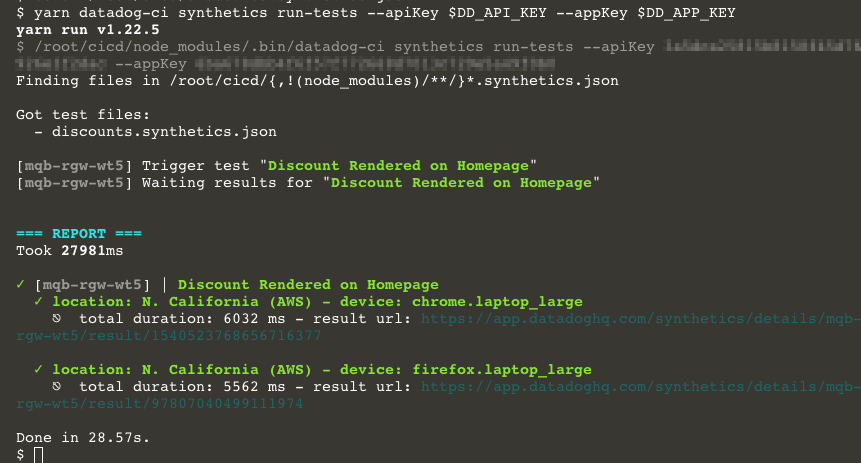 $ yarn datadog-ci synthetics run-tests --apiKey $DD_API_KEY --appKey $DD_APP_KEY
yarn run v1.22.5
$ /root/cicd/node_modules/.bin/datadog-ci synthetics run-tests --apiKey
--appKey
Finding files in /root/cicd/{,!(node_modules)/**/}*.synthetics.json
Got test files:
- discounts.synthetics.json
[mqb-rgw-wt5] Trigger test "Discount Rendered on Homepage"
[mqb-rgw-wt5] Waiting results for "Discount Rendered on Homepage"
=== REPORT ===
Took 27981ms
✓ [mqb-rgw-wt5] | Discount Rendered on Homepage
✓ location: N. California (AWS) - device: chrome.laptop_large
⎋ total duration: 6032 ms - result url: https://app.datadoghq.com/synthetics/details/mqb-
rgw-wt5/result/1540523768656716377
✓ location: N. California (AWS) - device: firefox.laptop_large
⎋ total duration: 5562 ms - result url: https://app.datadoghq.com/synthetics/details/mqb-
rgw-wt5/result/97807040499111974
Done in 28.57s.
$